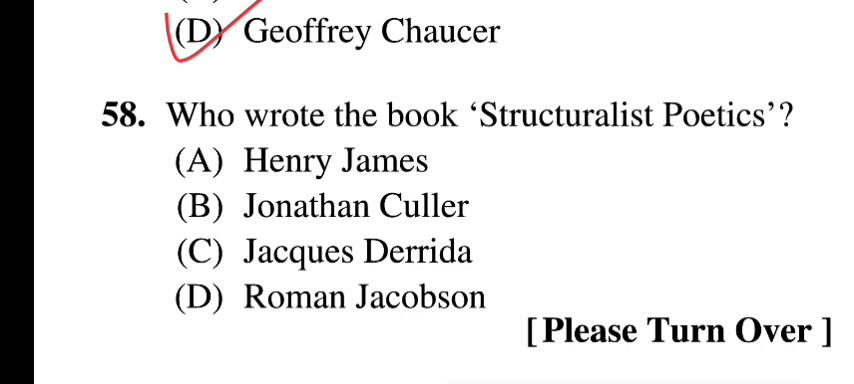 (D) Geoffrey Chaucer
58. Who wrote the book ‘Structuralist Poetics’?
(A) Henry James
(B) Jonathan Culler
(C) Jacques Derrida
(D) Roman Jacobson
[ Please Turn Over ]